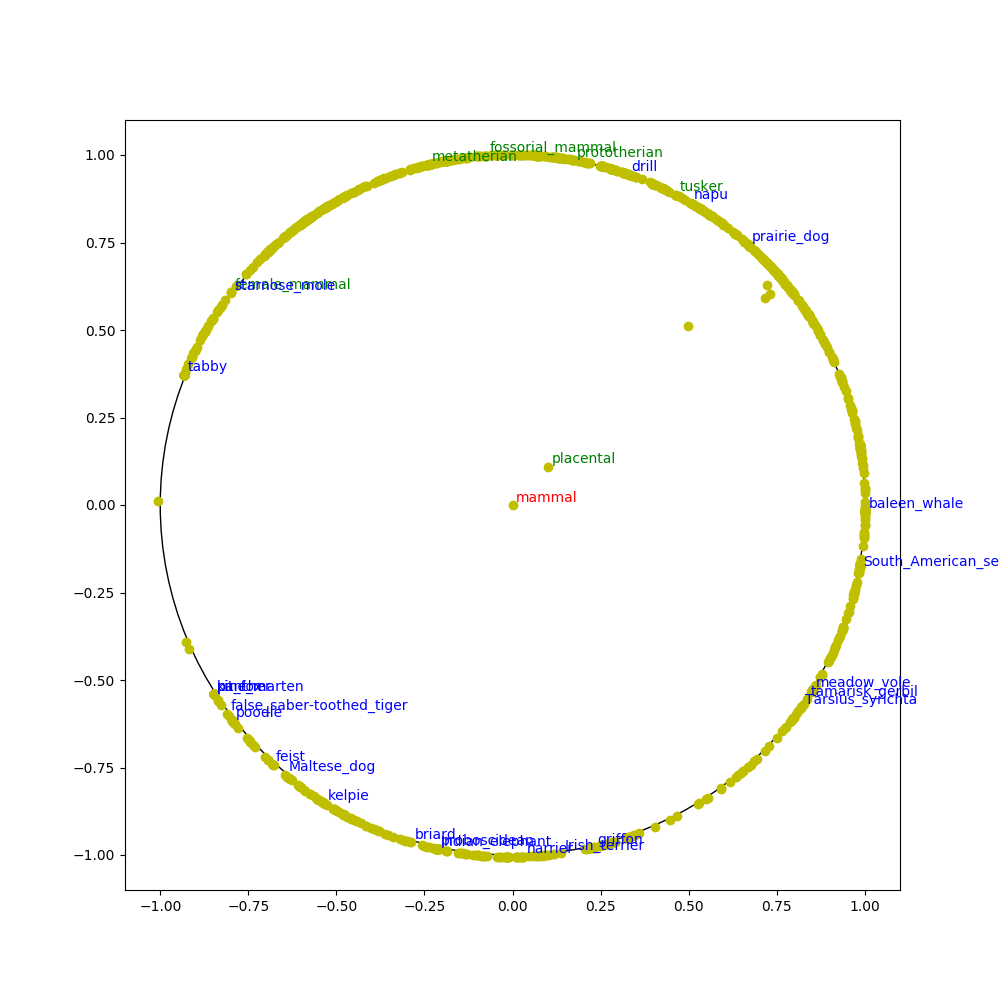 1.00
fossorial_mammal
prototherian
metatherian
drill
tusker
napu
0.75
prairie_dog
female_mammal
starnose_mole
0.50
tabby
0.25
placental
mammal
0.00
baleen_whale
South_American_se
−0.25
−0.50
meadow_vole
tamarisk_gerbil
Tarsius_syrichta
false_saber-toothed_tiger
poodle
feist
Maltese_dog
−0.75
kelpie
briard
proboscidean
Indian_elephant
griffon
Irish_terrier
harrier
−1.00
−1.00 −0.75 −0.50 −0.25 0.00 0.25 0.50 0.75 1.00